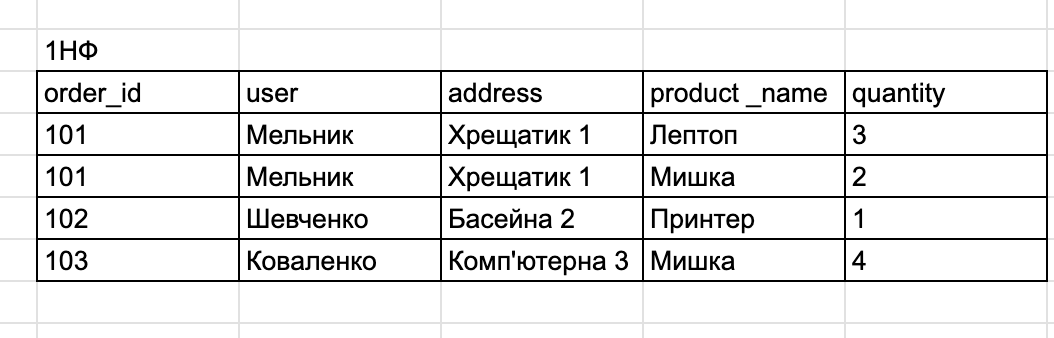 1НФ
order_id user address product _name quantity
101 Мельник Хрещатик 1 Лептоп 3
101 Мельник Хрещатик 1 Мишка 2
102 Шевченко Басейна 2 Принтер 1
103 Коваленко Комп'ютерна 3 Мишка 4